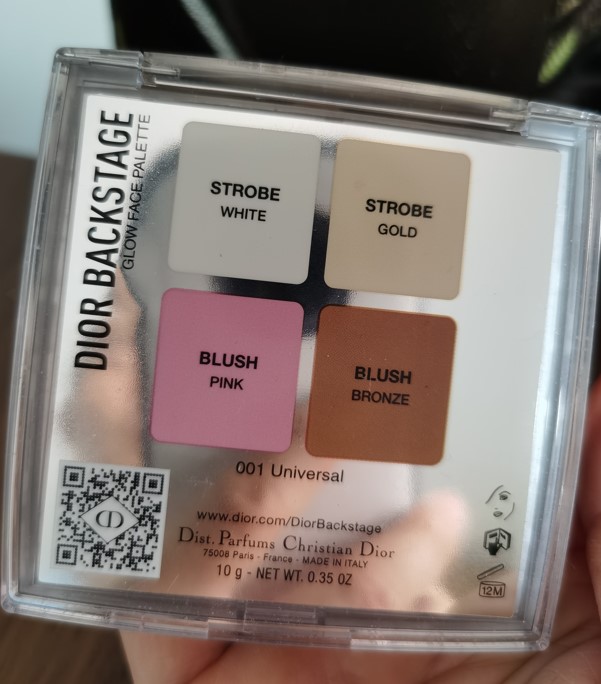 DIOR BACKSTAGE
GLOW FACE PALETTE
STROBE
WHITE
STROBE
GOLD
BLUSH
PINK
BLUSH
BRONZE
001 Universal
www.dior.com/DiorBackstage
Dist. Parfums Christian Dior
75008 Paris - France - MADE IN ITALY
10 g - NET WT. 0.35 OZ
12M